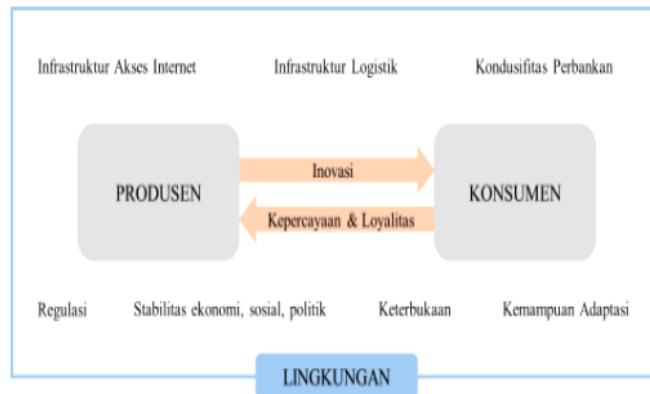 Infrastruktur Akses Internet
Infrastruktur Logistik
Kondusifitas Perbankan
PRODUSEN
Inovasi
Kepercayaan & Loyalitas
KONSUMEN
Regulasi
Stabilitas ekonomi, sosial, politik
Keterbukaan
Kemampuan Adaptasi
LINGKUNGAN